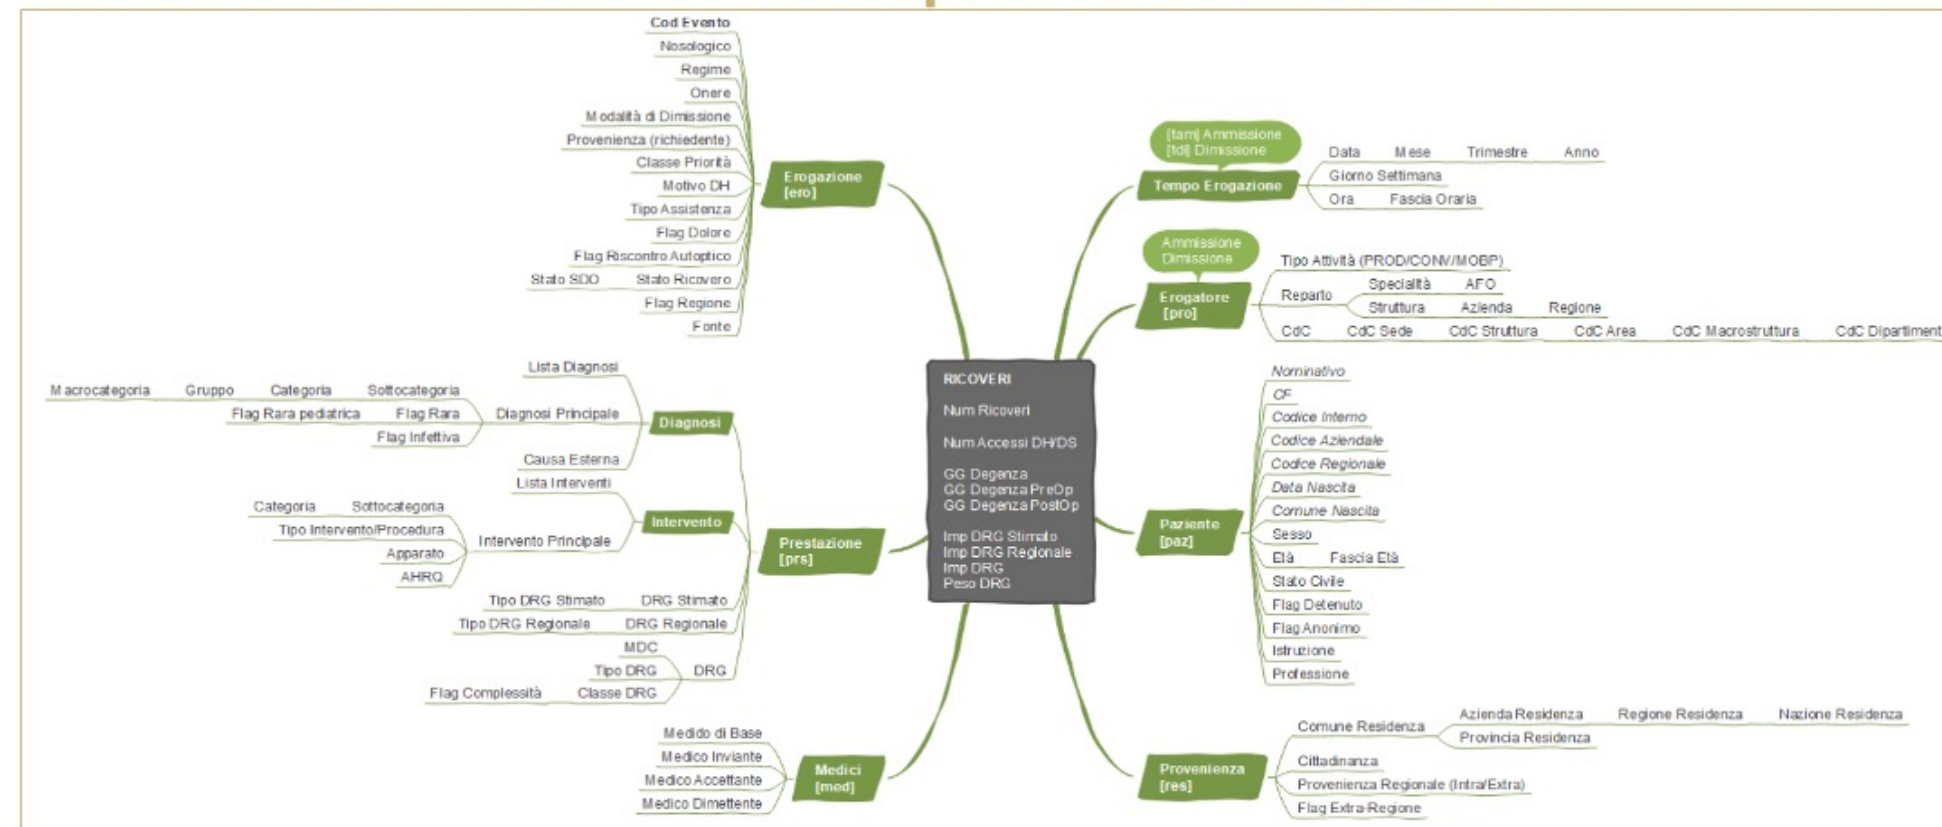 Cod Evento
Nosologico
Regime
Onere
Modalità di Dimissione
Provenienza (richiedente)
Classe Priorità
Motivo DH
Tipo Assistenza
Flag Dolore
Flag Riscontro Autoptico
Stato SDO Stato Ricovero
Flag Regione
Fonte
Erogazione
[ero]
Lista Diagnosi
Macrocategoria Gruppo Categoria Sottocategoria
Flag Rara pediatrica Flag Rara
Flag Infettiva
Diagnosi Principale
Causa Esterna
Diagnosi
Lista Interventi
Categoria Sottocategoria
Tipo Intervento/Procedura
Apparato
AHRQ
Intervento Principale
Intervento
Prestazione
[prs]
Tipo DRG Stimato DRG Stimato
Tipo DRG Regionale DRG Regionale
MDC
Tipo DRG
Flag Complessità Classe DRG
DRG
Medido di Base
Medico Inviante
Medico Accettante
Medico Dimettente
Medici
[med]
RICOVERI
Num Ricoveri
Num Accessi DH/DS
GG Degenza
GG Degenza PreOp
GG Degenza PostOp
Imp DRG Stimato
Imp DRG Regionale
Imp DRG
Peso DRG
[tam] Ammissione
[tdi] Dimissione
Tempo Erogazione
Data Mese Trimestre Anno
Giorno Settimana
Ora Fascia Oraria
Ammissione
Dimissione
Erogatore
[pro]
Tipo Attività (PROD/CONV/MOBP)
Reparto
Specialità AFO
Struttura Azienda Regione
CdC CdC Sede CdC Struttura CdC Area CdC Macrostruttura CdC Dipartiment
Paziente
[paz]
Nominativo
CF
Codice Interno
Codice Aziendale
Codice Regionale
Data Nascita
Comune Nascita
Sesso
Età Fascia Età
Stato Civile
Flag Detenuto
Flag Anonimo
Istruzione
Professione
Provenienza
[res]
Comune Residenza
Azienda Residenza Regione Residenza Nazione Residenza
Provincia Residenza
Cittadinanza
Provenienza Regionale (Intra/Extra)
Flag Extra-Regione